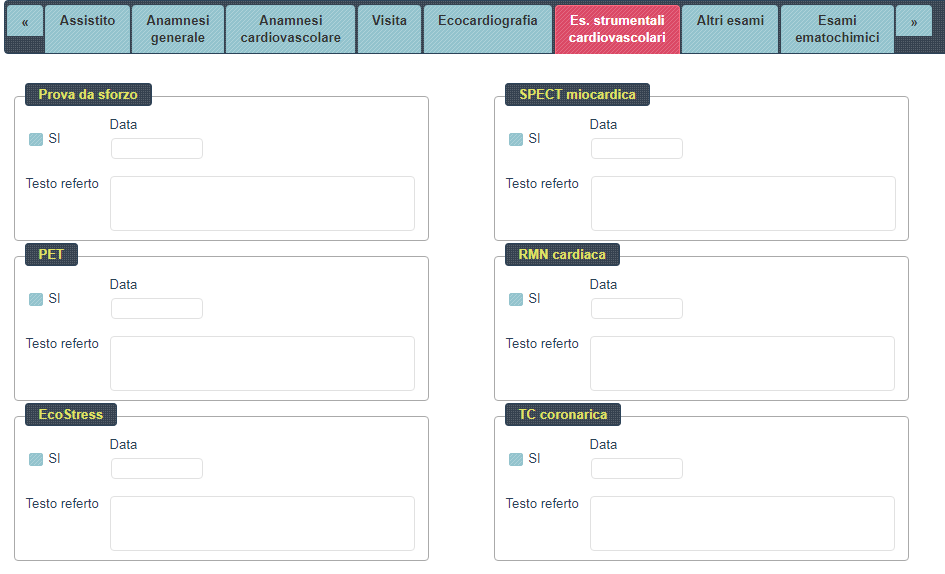 «
Assistito
Anamnesi
generale
Anamnesi
cardiovascolare
Visita
Ecocardiografia
Es. strumentali
cardiovascolari
Altri esami
Esami
ematochimici
»
Prova da sforzo
SI
Data
Testo referto
SPECT miocardica
SI
Data
Testo referto
PET
SI
Data
Testo referto
RMN cardiaca
SI
Data
Testo referto
EcoStress
SI
Data
Testo referto
TC coronarica
SI
Data
Testo referto